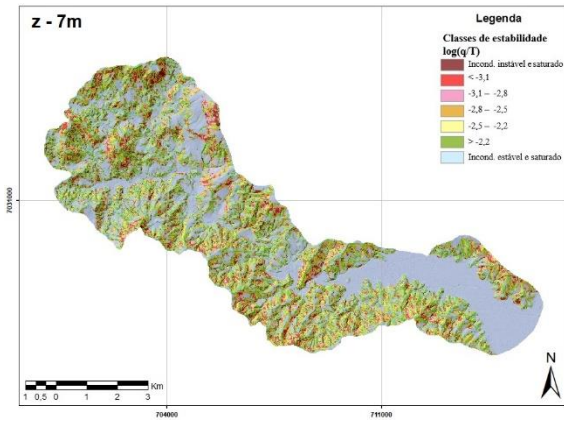 z - 7m
Legenda
Classes de estabilidade
log(q/T)
Incond. instável e saturado
< -3,1
-3,1 – -2,8
-2,8 – -2,5
-2,5 – -2,2
> -2,2
Incond. estável e saturado
7031000
N
Km
1 0,5 0 1 2 3
704000 711000